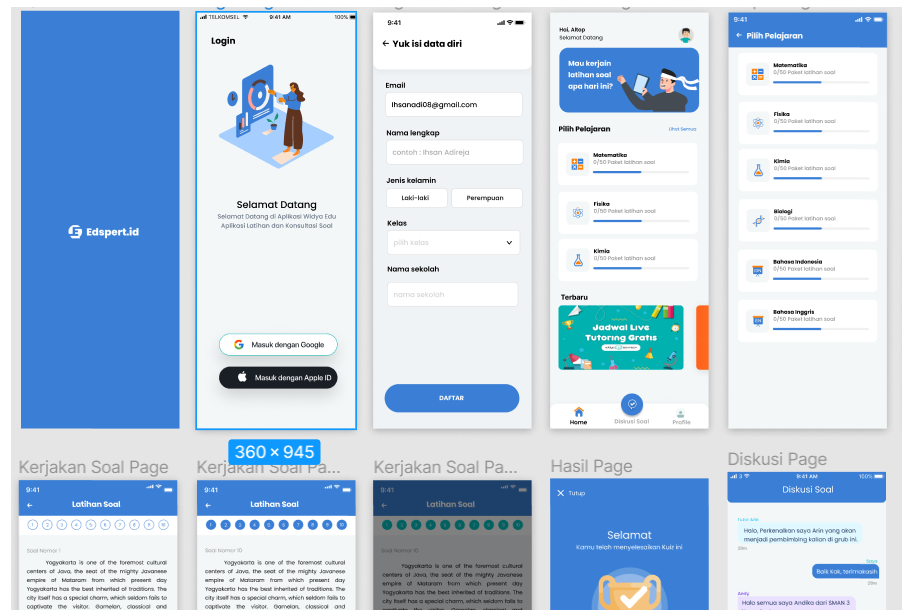 TELKOMSEL
9:41 AM
100%
Login
Selamat Datang
Selamat Datang di Aplikasi Widya Edu
Aplikasi Latihan dan Konsultasi Soal
Masuk dengan Google
Masuk dengan Apple ID
360 × 945
Edspert.id
9:41
← Yuk isi data diri
Email
Ihsanadi08@gmail.com
Nama lengkap
contoh : Ihsan Adireja
Jenis kelamin
Laki-laki
Perempuan
Kelas
pilih kelas
Nama sekolah
nama sekolah
DAFTAR
Hai, Altop
Selamat Datang
Mau kerjain
latihan soal
apa hari ini?
Pilih Pelajaran
Lihat Semua
Matematika
0/50 Paket latihan soal
Fisika
0/50 Paket latihan soal
Kimia
0/50 Paket latihan soal
Terbaru
Jadwal Live
Tutoring Gratis
Home
Diskusi Soal
Profile
9:41
← Pilih Pelajaran
Matematika
0/50 Paket latihan soal
Fisika
0/50 Paket latihan soal
Kimia
0/50 Paket latihan soal
Biologi
0/50 Paket latihan soal
Bahasa Indonesia
0/50 Paket latihan soal
Bahasa Inggris
0/50 Paket latihan soal
Kerjakan Soal Page
9:41
← Latihan Soal
1 2 3 4 5 6 7 8 9 10
Soal Nomor 1
Yogyakarta is one of the foremost cultural
centers of Java, the seat of the mighty Javanese
empire of Mataram from which present day
Yogyakarta has the best inherited of traditions. The
city itself has a special charm, which seldom fails to
captivate the visitor. Gamelan, classical and
Kerjakan Soal Pa...
9:41
← Latihan Soal
1 2 3 4 5 6 7 8 9 10
Soal Nomor 10
Yogyakarta is one of the foremost cultural
centers of Java, the seat of the mighty Javanese
empire of Mataram from which present day
Yogyakarta has the best inherited of traditions. The
city itself has a special charm, which seldom fails to
captivate the visitor. Gamelan, classical and
Kerjakan Soal Pa...
9:41
← Latihan Soal
1 2 3 4 5 6 7 8 9 10
Soal Nomor 10
Yogyakarta is one of the foremost cultural
centers of Java, the seat of the mighty Javanese
empire of Mataram from which present day
Yogyakarta has the best inherited of traditions. The
city itself has a special charm, which seldom fails to
Hasil Page
Tutup
Selamat
Kamu telah menyelesaikan Kuiz ini
Diskusi Page
9:41 AM
100%
Diskusi Soal
Halo, Perkenalkan saya Arin yang akan
menjadi pembimbing kalian di grub ini.
Baik Kak, terimakasih
Andy
Halo semua saya Andika dari SMAN 3